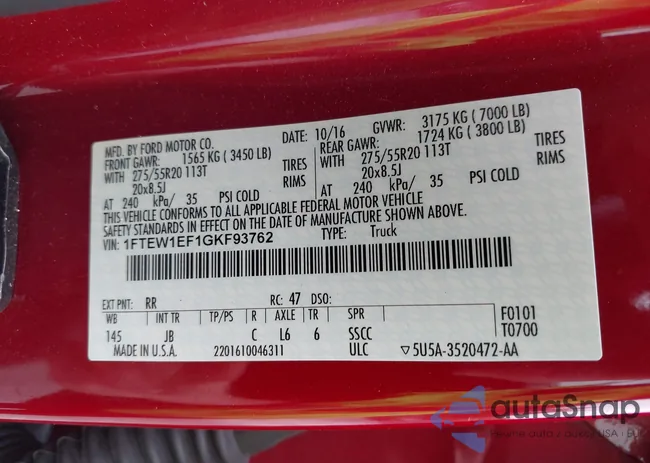 MFD. BY FORD MOTOR CO. DATE: 10/16 GVWR: 3175 KG ( 7000 LB)
FRONT GAWR: 1565 KG ( 3450 LB) REAR GAWR: 1724 KG ( 3800 LB)
WITH 275/55R20 113T TIRES WITH 275/55R20 113T TIRES
20x8.5J RIMS 20x8.5J RIMS
AT 240 kPa/ 35 PSI COLD AT 240 kPa/ 35 PSI COLD
THIS VEHICLE CONFORMS TO ALL APPLICABLE FEDERAL MOTOR VEHICLE
SAFETY STANDARDS IN EFFECT ON THE DATE OF MANUFACTURE SHOWN ABOVE.
VIN: 1FTEW1EF1GKF93762 TYPE: Truck
EXT PNT: RR RC: 47 DSO:
WB INT TR TP/PS R AXLE TR SPR F0101
145 JB C L6 6 SSCC T0700
MADE IN U.S.A. 2201610046311 ULC ▽5U5A-3520472-AA
autoSnap